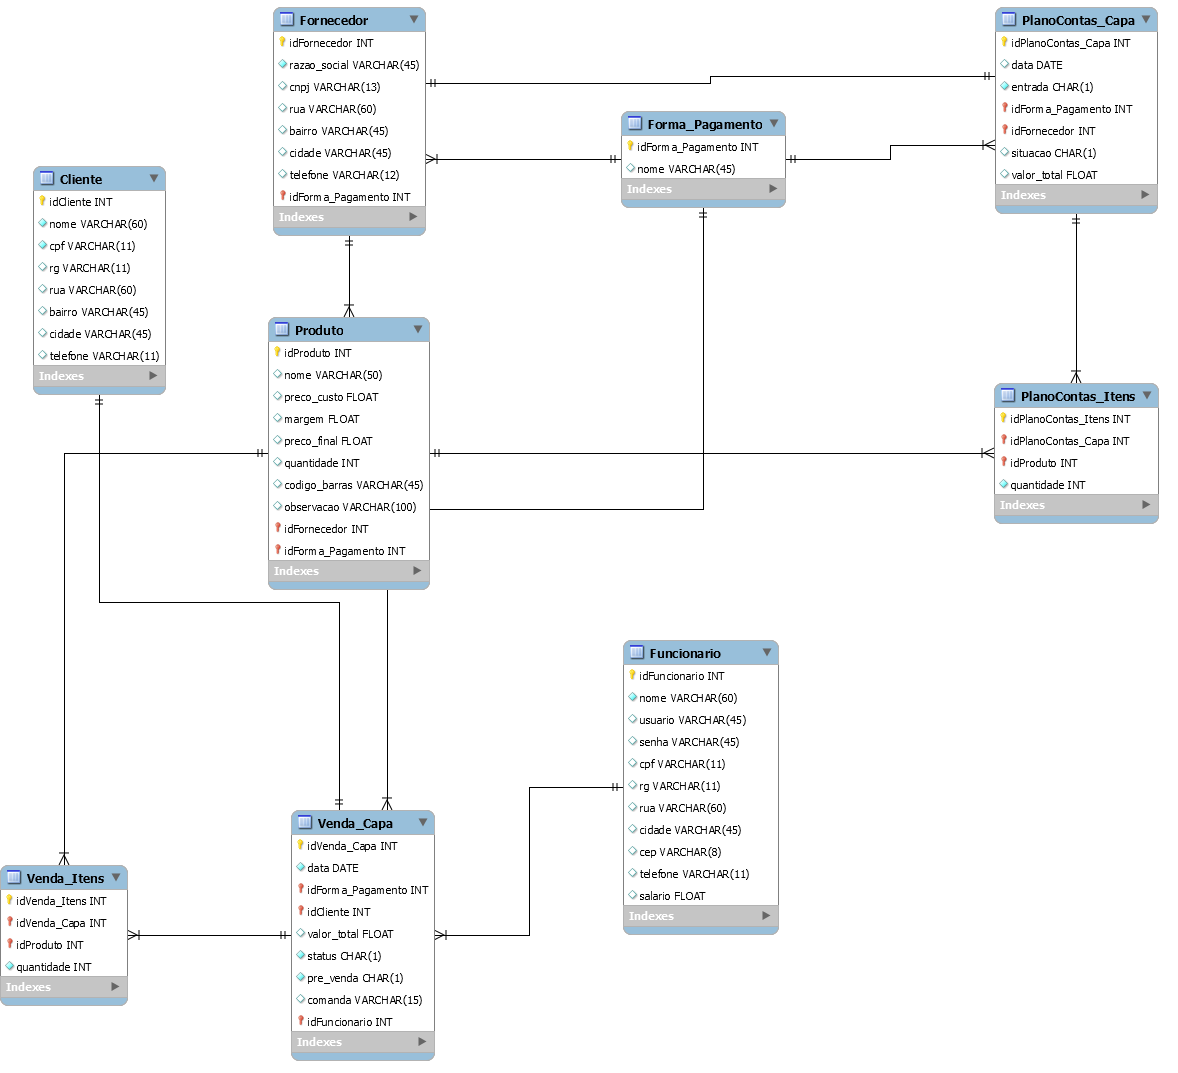 Fornecedor
idFornecedor INT
razao_social VARCHAR(45)
cnpj VARCHAR(13)
rua VARCHAR(60)
bairro VARCHAR(45)
cidade VARCHAR(45)
telefone VARCHAR(12)
idForma_Pagamento INT
Indexes
PlanoContas_Capa
idPlanoContas_Capa INT
data DATE
entrada CHAR(1)
idForma_Pagamento INT
idFornecedor INT
situacao CHAR(1)
valor_total FLOAT
Indexes
Forma_Pagamento
idForma_Pagamento INT
nome VARCHAR(45)
Indexes
Cliente
idCliente INT
nome VARCHAR(60)
cpf VARCHAR(11)
rg VARCHAR(11)
rua VARCHAR(60)
bairro VARCHAR(45)
cidade VARCHAR(45)
telefone VARCHAR(11)
Indexes
Produto
idProduto INT
nome VARCHAR(50)
preco_custo FLOAT
margem FLOAT
preco_final FLOAT
quantidade INT
codigo_barras VARCHAR(45)
observacao VARCHAR(100)
idFornecedor INT
idForma_Pagamento INT
Indexes
PlanoContas_Itens
idPlanoContas_Itens INT
idPlanoContas_Capa INT
idProduto INT
quantidade INT
Indexes
Funcionario
idFuncionario INT
nome VARCHAR(60)
usuario VARCHAR(45)
senha VARCHAR(45)
cpf VARCHAR(11)
rg VARCHAR(11)
rua VARCHAR(60)
cidade VARCHAR(45)
cep VARCHAR(8)
telefone VARCHAR(11)
salario FLOAT
Indexes
Venda_Capa
idVenda_Capa INT
data DATE
idForma_Pagamento INT
idCliente INT
valor_total FLOAT
status CHAR(1)
pre_venda CHAR(1)
comanda VARCHAR(15)
idFuncionario INT
Indexes
Venda_Itens
idVenda_Itens INT
idVenda_Capa INT
idProduto INT
quantidade INT
Indexes